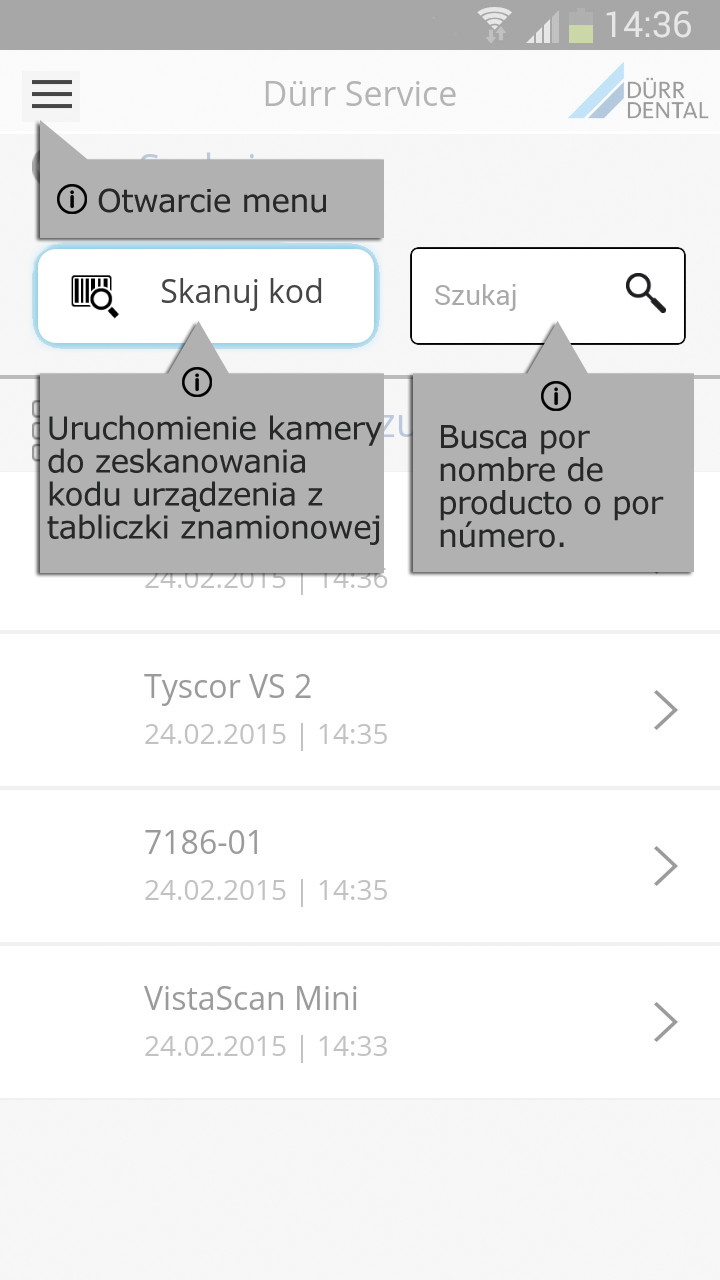 14:36
Dürr Service
DÜRR
DENTAL
Otwarcie menu
Skanuj kod
Szukaj
Uruchomienie kamery
do zeskanowania
kodu urządzenia z
tabliczki znamionowej
Busca por
nombre de
producto o por
número.
24.02.2015 | 14:36
Tyscor VS 2
24.02.2015 | 14:35
7186-01
24.02.2015 | 14:35
VistaScan Mini
24.02.2015 | 14:33